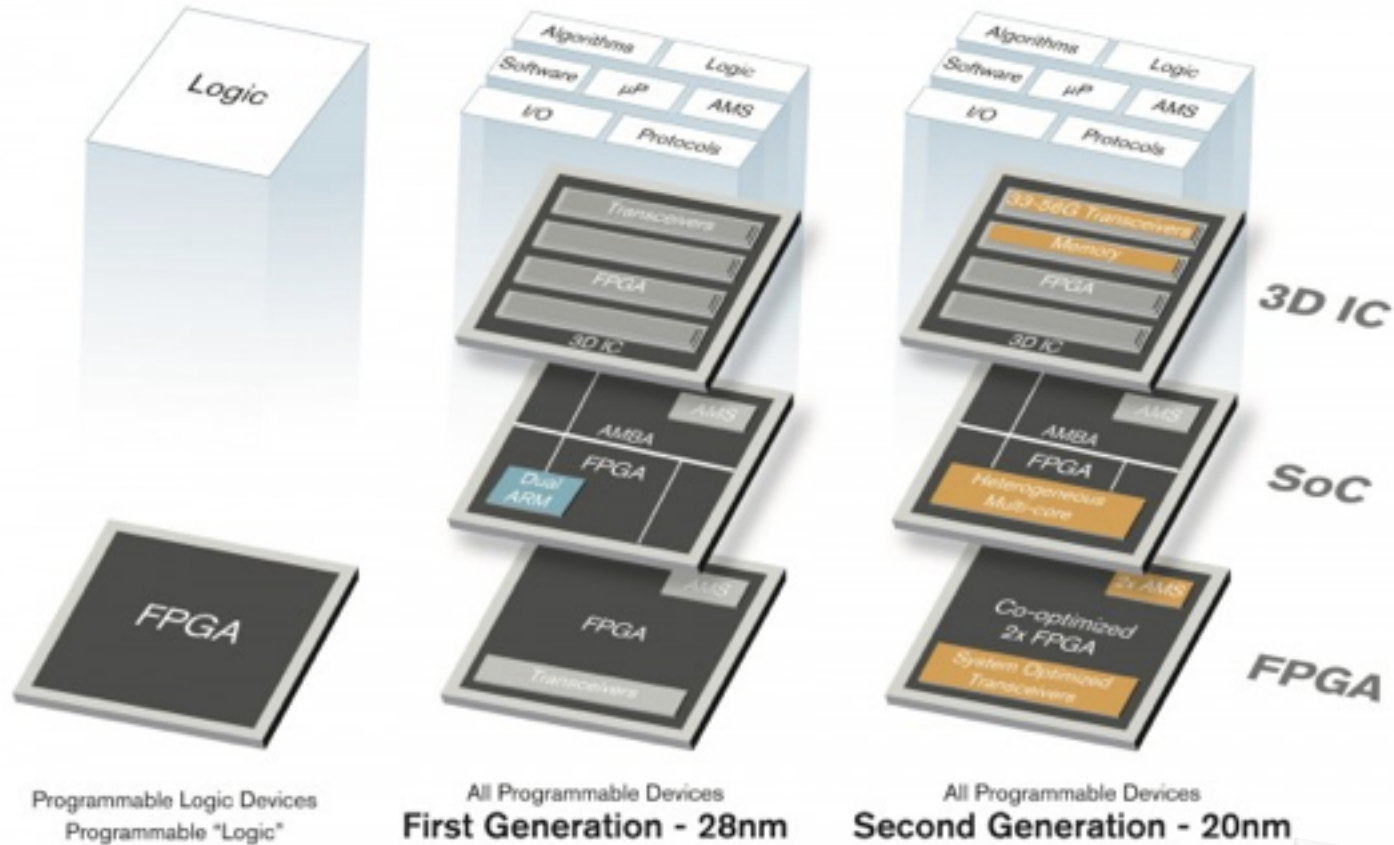 Logic
FPGA
Programmable Logic Devices
Programmable "Logic"
Algorithms
Logic
Software
µP
AMS
I/O
Protocols
Transceivers
FPGA
3D IC
AMS
AMBA
FPGA
Dual
ARM
AMS
FPGA
Transceivers
All Programmable Devices
First Generation - 28nm
Algorithms
Logic
Software
µP
AMS
I/O
Protocols
33-56G Transceivers
Memory
FPGA
3D IC
AMS
AMBA
FPGA
Heterogeneous
Multi-core
2x AMS
Co-optimized
2x FPGA
System Optimized
Transceivers
All Programmable Devices
Second Generation - 20nm
3D IC
SoC
FPGA